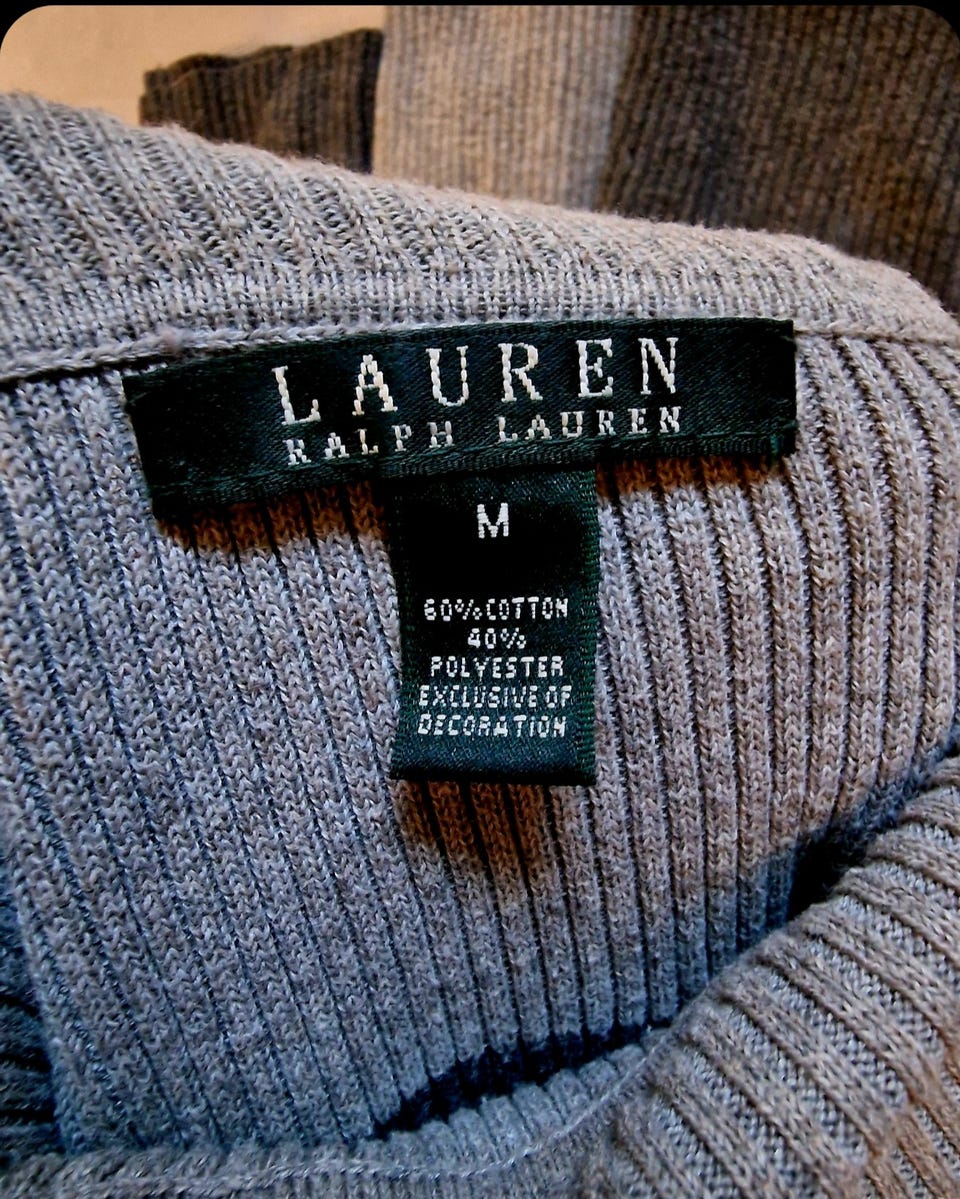 LAUREN
RALPH LAUREN
M
60%COTTON
40%
POLYESTER
EXCLUSIVE OF
DECORATION